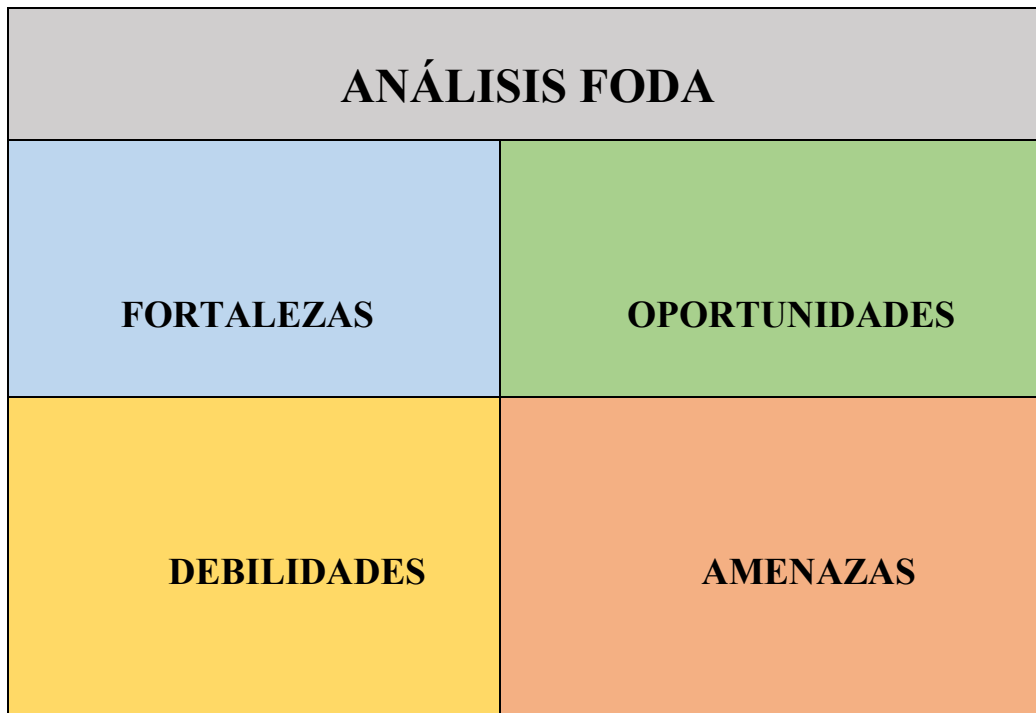 ANÁLISIS FODA
FORTALEZAS
OPORTUNIDADES
DEBILIDADES
AMENAZAS